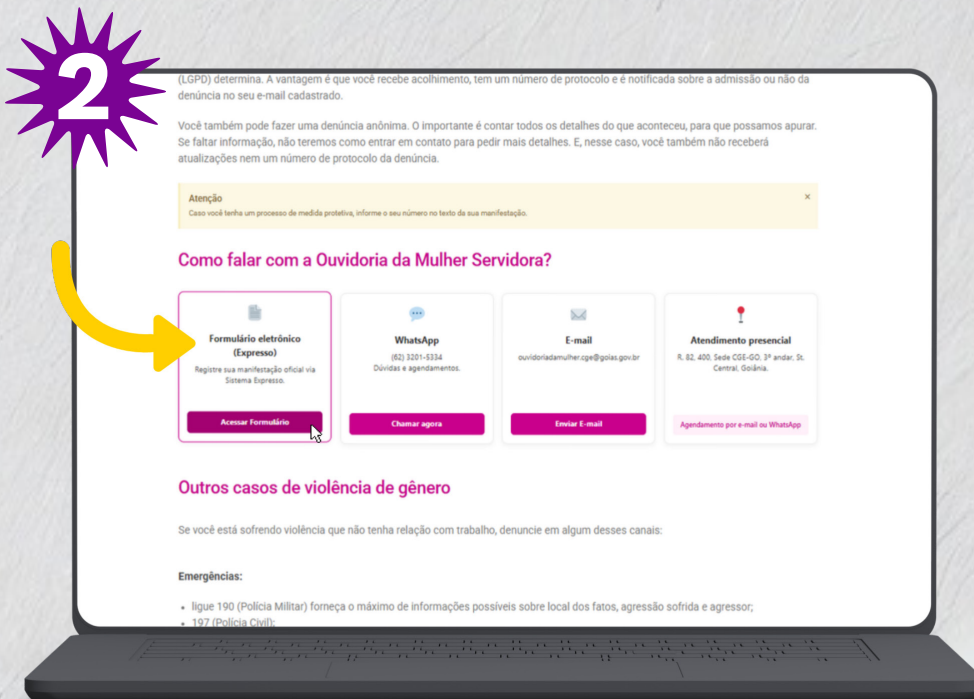 2
(LGPD) determina. A vantagem é que você recebe acolhimento, tem um número de protocolo e é notificada sobre a admissão ou não da
denúncia no seu e-mail cadastrado.
Você também pode fazer uma denúncia anônima. O importante é contar todos os detalhes do que aconteceu, para que possamos apurar.
Se faltar informação, não teremos como entrar em contato para pedir mais detalhes. E, nesse caso, você também não receberá
atualizações nem um número de protocolo da denúncia.
Atenção
×
Caso você tenha um processo de medida protetiva, informe o seu número no texto da sua manifestação.
Como falar com a Ouvidoria da Mulher Servidora?
Formulário eletrônico
(Expresso)
Registre sua manifestação oficial via
Sistema Expresso.
Acessar Formulário
WhatsApp
(62) 3201-5334
Dúvidas e agendamentos.
Chamar agora
E-mail
ouvidoriadamulher.cge@goias.gov.br
Enviar E-mail
Atendimento presencial
R. 82, 400, Sede CGE-GO, 3º andar, St.
Central, Goiânia.
Agendamento por e-mail ou WhatsApp
Outros casos de violência de gênero
Se você está sofrendo violência que não tenha relação com trabalho, denuncie em algum desses canais:
Emergências:
• ligue 190 (Polícia Militar) forneça o máximo de informações possíveis sobre local dos fatos, agressão sofrida e agressor;
• 197 (Polícia Civil);